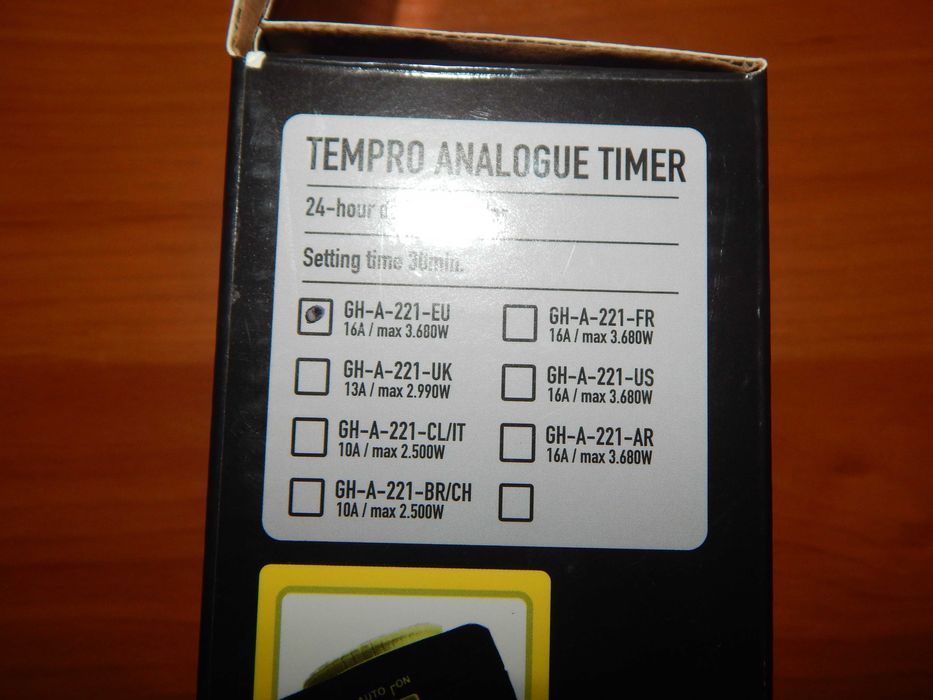 TEMPRO ANALOGUE TIMER
24-hour
Setting time 30min.
GH-A-221-EU
16A / max 3.680W
GH-A-221-UK
13A / max 2.990W
GH-A-221-CL/IT
10A / max 2.500W
GH-A-221-BR/CH
10A / max 2.500W
GH-A-221-FR
16A / max 3.680W
GH-A-221-US
16A / max 3.680W
GH-A-221-AR
16A / max 3.680W
AUTO ON